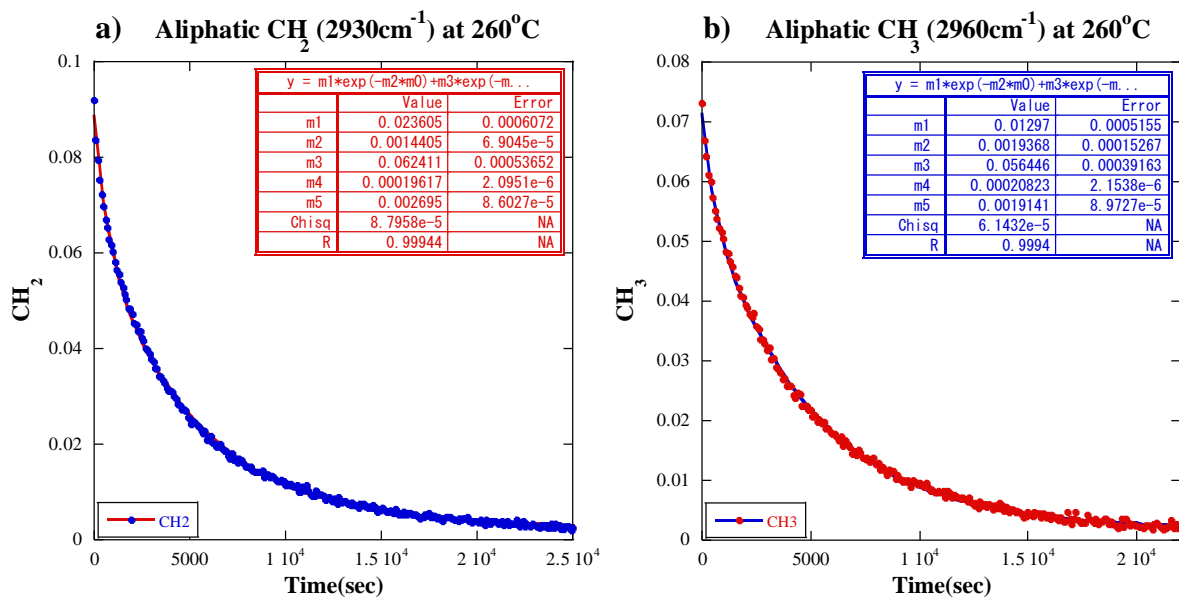 a) Aliphatic CH2 (2930cm-1) at 260oC
0.1
0.08
0.06
0.04
0.02
0
CH2
y = m1*exp(-m2*m0)+m3*exp(-m...
Value Error
m1 0.023605 0.0006072
m2 0.0014405 6.9045e-5
m3 0.062411 0.00053652
m4 0.00019617 2.0951e-6
m5 0.002695 8.6027e-5
Chisq 8.7958e-5 NA
R 0.99944 NA
CH2
0 5000 1 10^4 1.5 10^4 2 10^4 2.5 10^4
Time(sec)
b) Aliphatic CH3 (2960cm-1) at 260oC
0.08
0.07
0.06
0.05
0.04
0.03
0.02
0.01
0
CH3
y = m1*exp(-m2*m0)+m3*exp(-m...
Value Error
m1 0.01297 0.0005155
m2 0.0019368 0.00015267
m3 0.056446 0.00039163
m4 0.00020823 2.1538e-6
m5 0.0019141 8.9727e-5
Chisq 6.1432e-5 NA
R 0.9994 NA
CH3
0 5000 1 10^4 1.5 10^4 2 10^4
Time(sec)